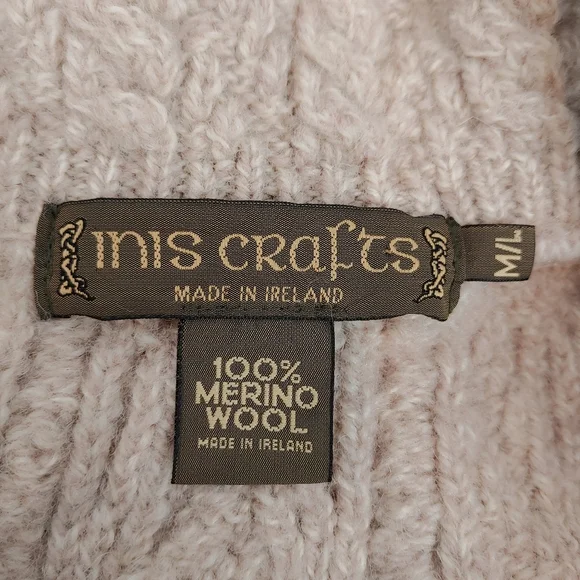 INIS CRAFTS
MADE IN IRELAND
M/L
100%
MERINO
WOOL
MADE IN IRELAND